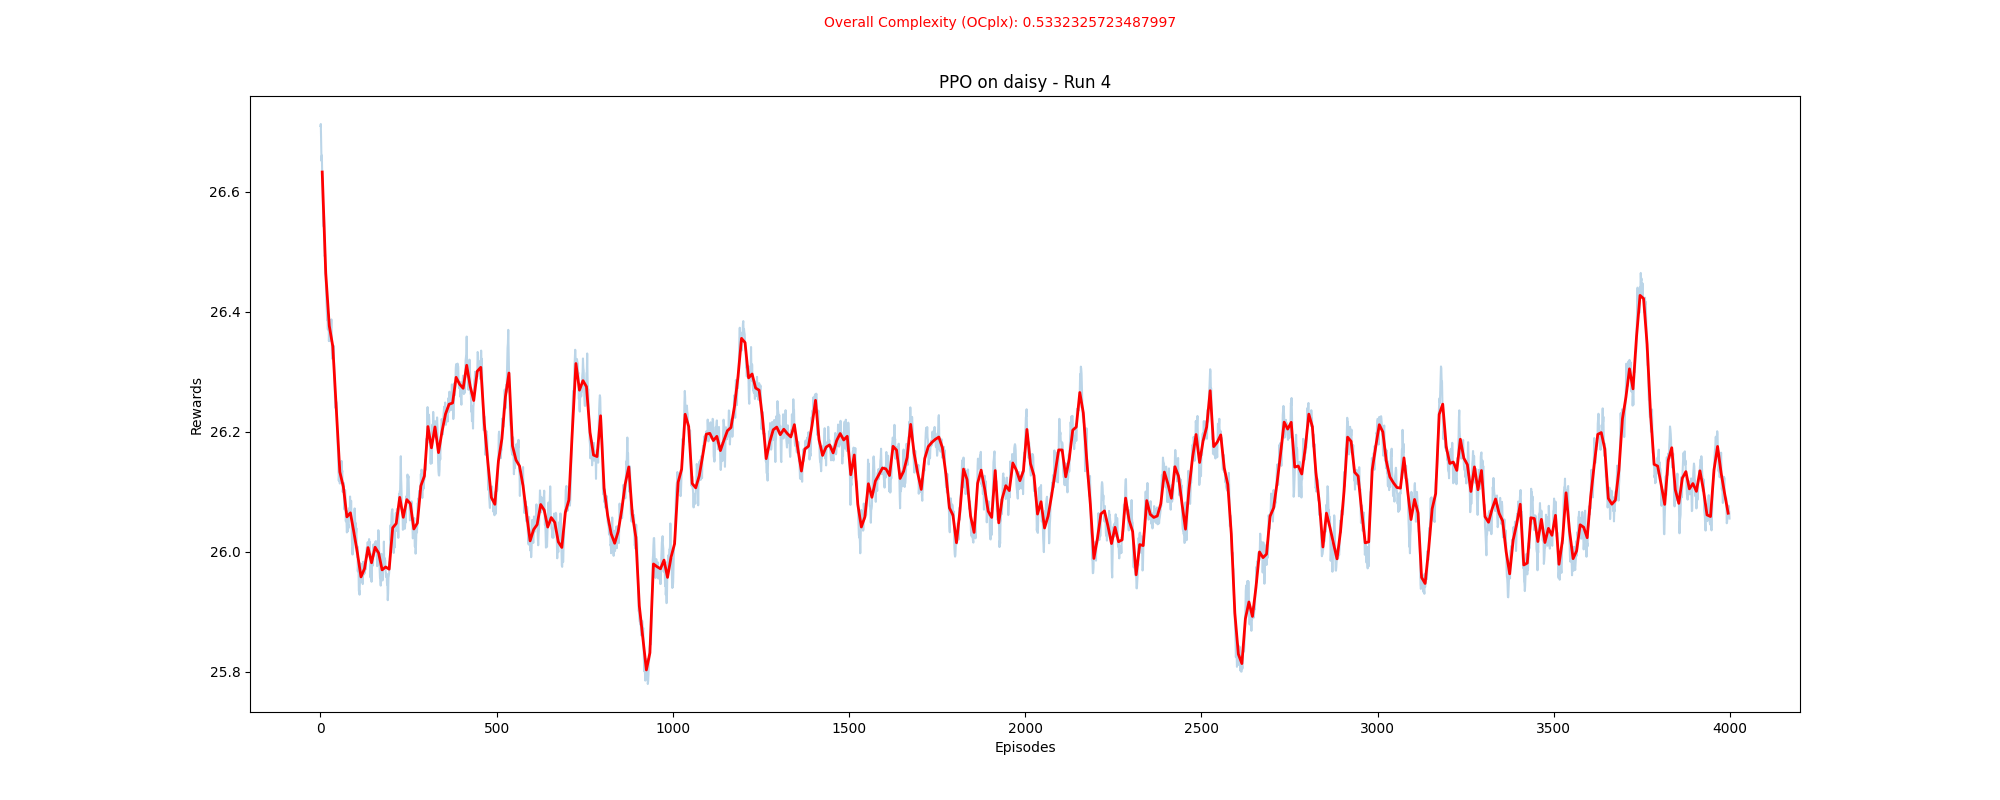 Overall Complexity (OCplx): 0.5332325723487997
PPO on daisy - Run 4
Rewards
26.6
26.4
26.2
26.0
25.8
0 500 1000 1500 2000 2500 3000 3500 4000
Episodes